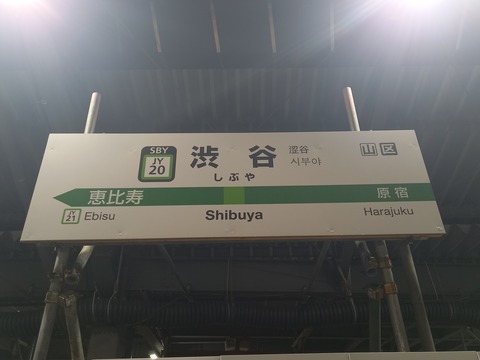 SBY
JY
20
渋谷
涩谷
시부야
山 区
しぶや
恵比寿
原宿
JY
21
Ebisu
Shibuya
Harajuku